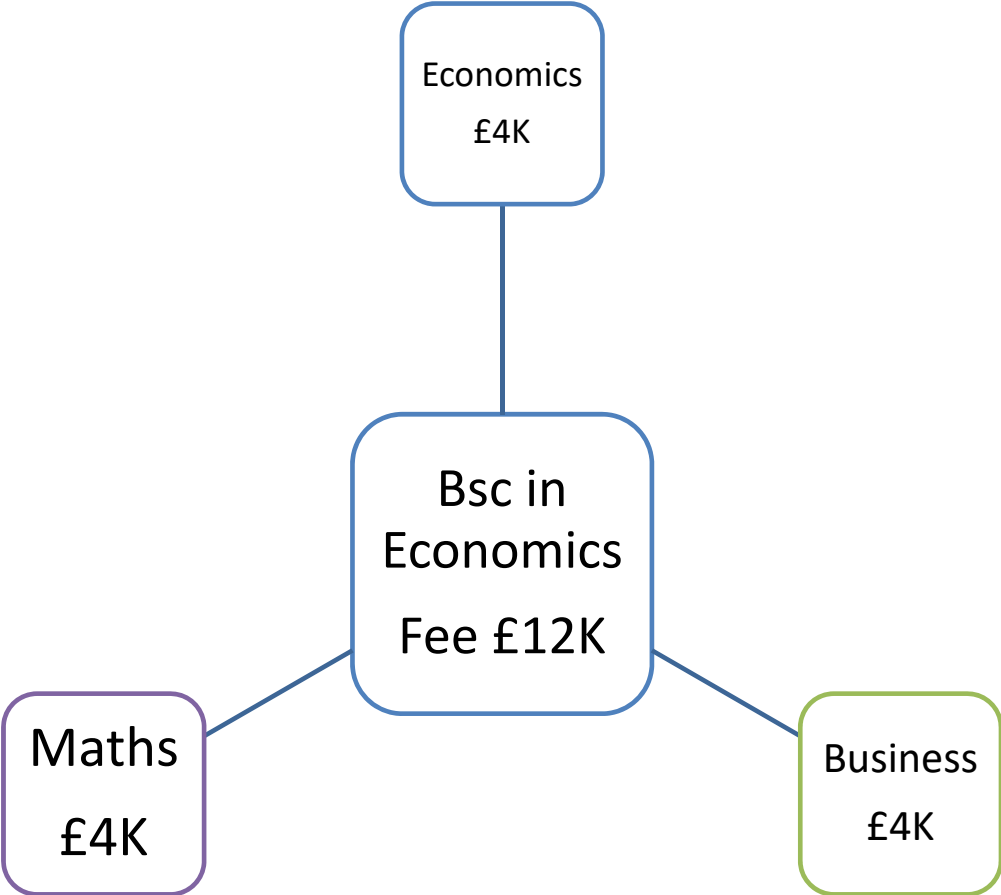 Economics
£4K
Bsc in
Economics
Fee £12K
Maths
£4K
Business
£4K